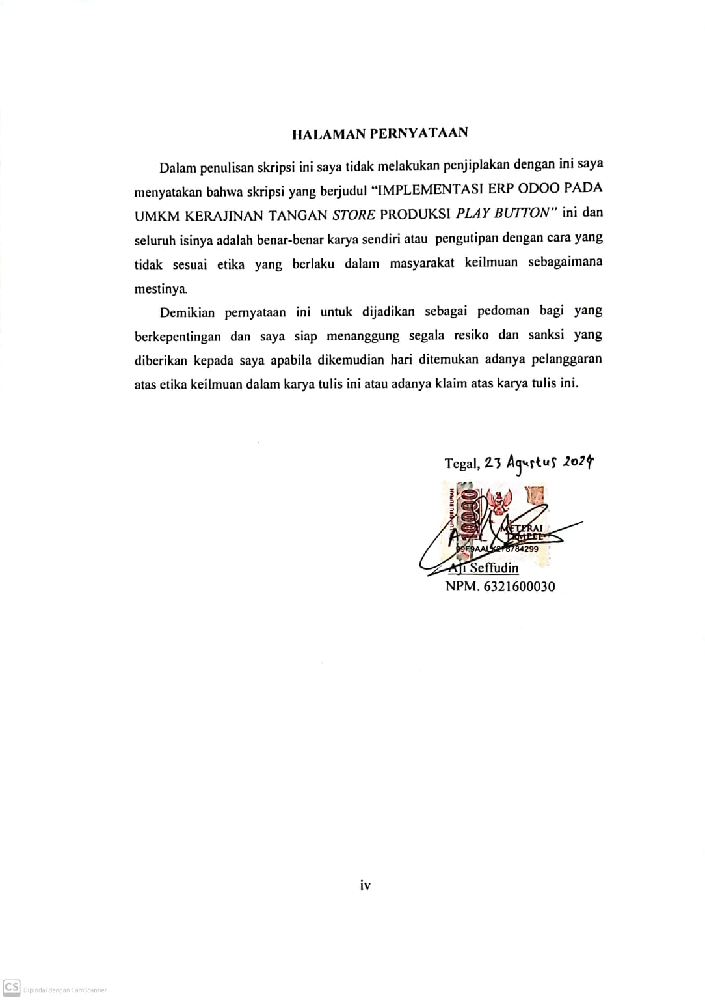 HALAMAN PERNYATAAN
Dalam penulisan skripsi ini saya tidak melakukan penjiplakan dengan ini saya
menyatakan bahwa skripsi yang berjudul “IMPLEMENTASI ERP ODOO PADA
UMKM KERAJINAN TANGAN STORE PRODUKSI PLAY BUTTON” ini dan
seluruh isinya adalah benar-benar karya sendiri atau pengutipan dengan cara yang
tidak sesuai etika yang berlaku dalam masyarakat keilmuan sebagaimana
mestinya.
Demikian pernyataan ini untuk dijadikan sebagai pedoman bagi yang
berkepentingan dan saya siap menanggung segala resiko dan sanksi yang
diberikan kepada saya apabila dikemudian hari ditemukan adanya pelanggaran
atas etika keilmuan dalam karya tulis ini atau adanya klaim atas karya tulis ini.
Tegal, 23 Agustus 2024
10000
METERAI
TEMPEL
Aji Seffudin
NPM. 6321600030
iv
CS Dipindai dengan CamScanner